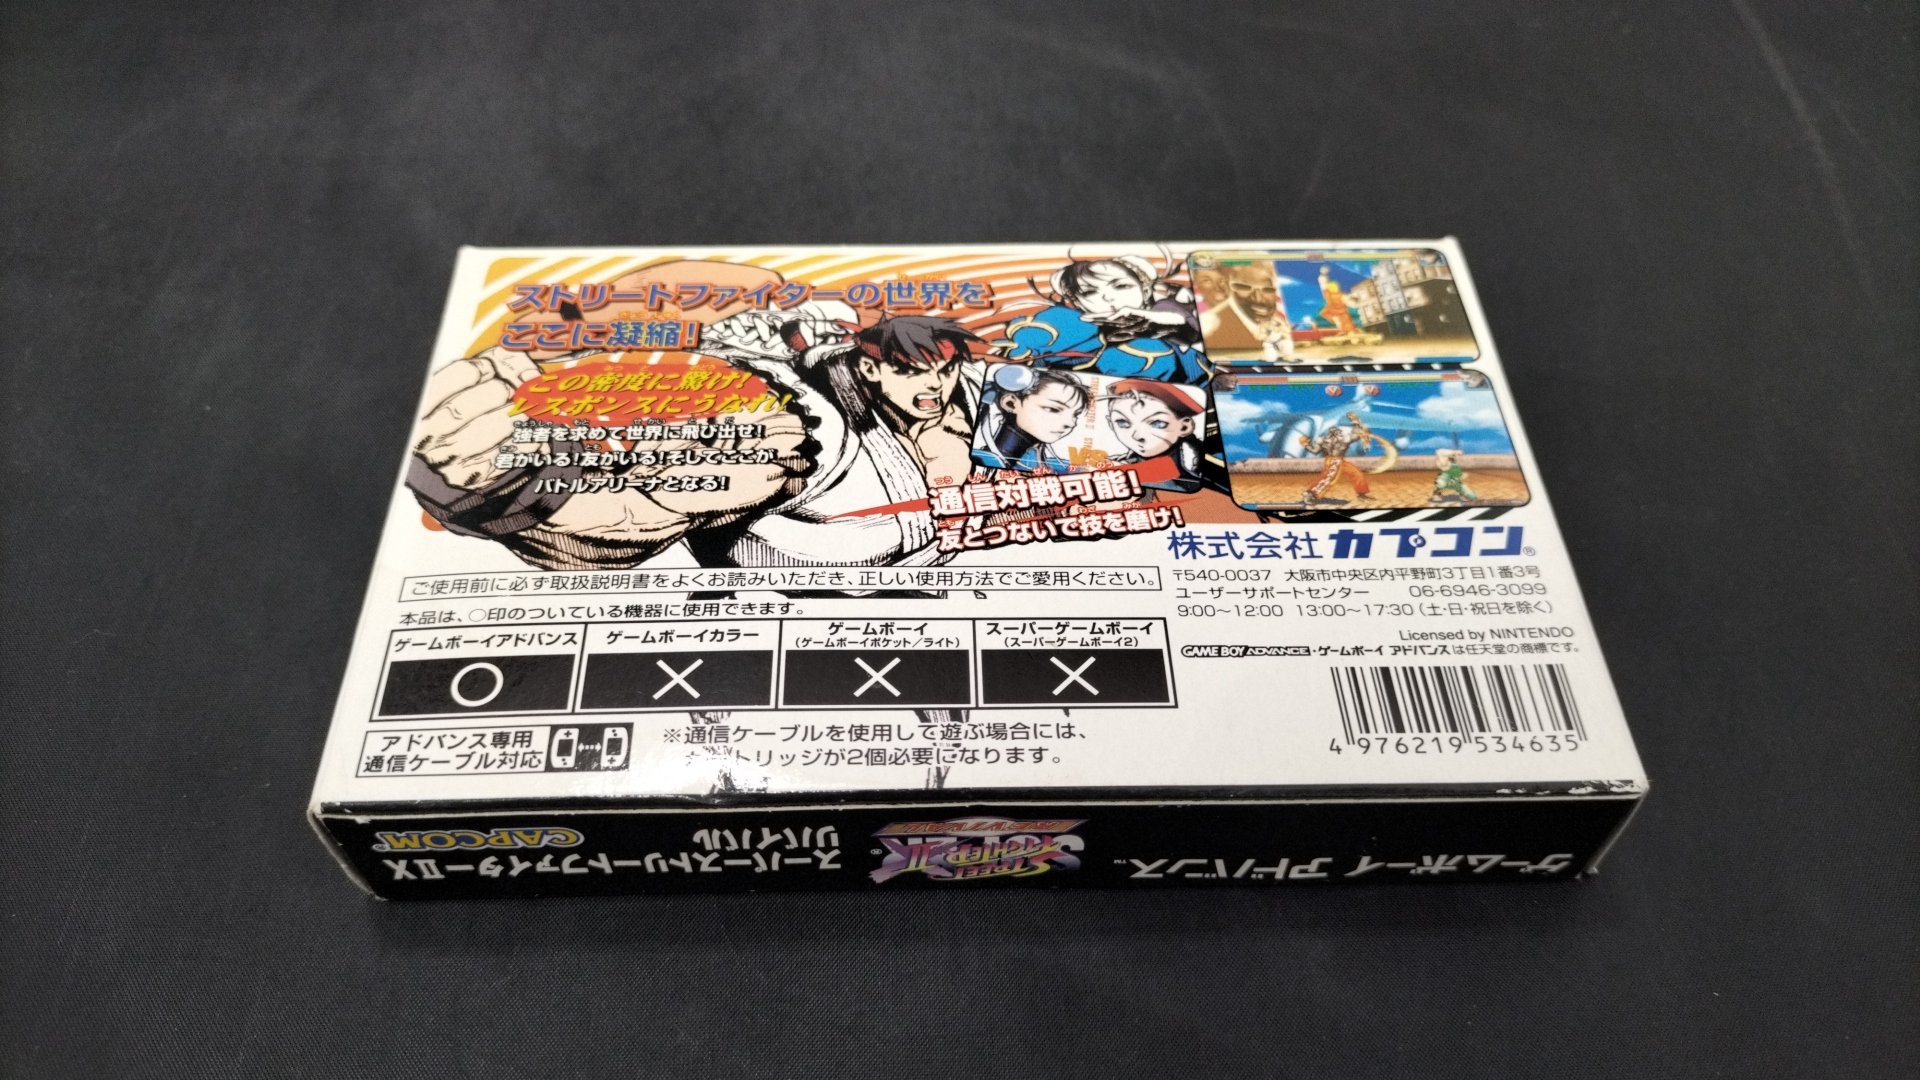 ストリートファイターの世界を
ここに凝縮!
この密度に驚け!
レスポンスにうなれ!
強者を求めて世界に飛び出せ!
君がいる!友がいる!そしてここが
バトルアリーナとなる!
通信対戦可能!
友とつないで技を磨け!
株式会社カプコン®
〒540-0037 大阪市中央区内平野町3丁目1番3号
ユーザーサポートセンター 06-6946-3099
9:00~12:00 13:00~17:30(土・日・祝日を除く)
Licensed by NINTENDO
GAME BOY ADVANCE・ゲームボーイ アドバンスは任天堂の商標です。
4 976219 534635
ご使用前に必ず取扱説明書をよくお読みいただき、正しい使用方法でご愛用ください。
本品は、○印のついている機器に使用できます。
ゲームボーイアドバンス
ゲームボーイカラー
ゲームボーイ
(ゲームボーイポケット/ライト)
スーパーゲームボーイ
(スーパーゲームボーイ2)
○ × × ×
アドバンス専用
通信ケーブル対応
※通信ケーブルを使用して遊ぶ場合には、
カートリッジが2個必要になります。
ゲームボーイ アドバンス™
SUPER STREET FIGHTER II X REVIVAL®
スーパーストリートファイターIIX
リバイバル
CAPCOM®